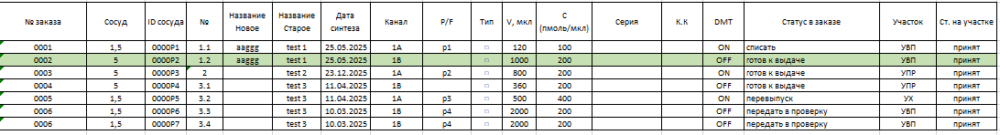 № заказа Сосуд ID сосуда № Название Новое Название Старое Дата синтеза Канал P/F Тип V, мкл С (пмоль/мкл) Серия К.К DMT Статус в заказе Участок Ст. на участке
0001 1,5 0000P1 1.1 aaggg test 1 25.05.2025 1A p1 □ 120 100 ON списать УВП принят
0002 5 0000P2 1.2 aaggg test 1 25.05.2025 1B □ 1000 200 OFF готов к выдаче УВП принят
0003 5 0000P3 2 test 2 23.12.2025 1A p2 □ 800 200 ON готов к выдаче УПР принят
0004 5 0000P4 3.1 test 3 11.04.2025 1B □ 360 200 OFF готов к выдаче УПР принят
0005 1,5 0000P5 3.2 test 3 11.04.2025 1A p3 □ 500 400 ON перевыпуск УХ принят
0006 1,5 0000P6 3.3 test 3 10.03.2025 1B p4 □ 2000 200 OFF передать в проверку УВП принят
0006 1,5 0000P7 3.4 test 3 10.03.2025 1B p4 □ 2000 200 OFF передать в проверку УВП принят